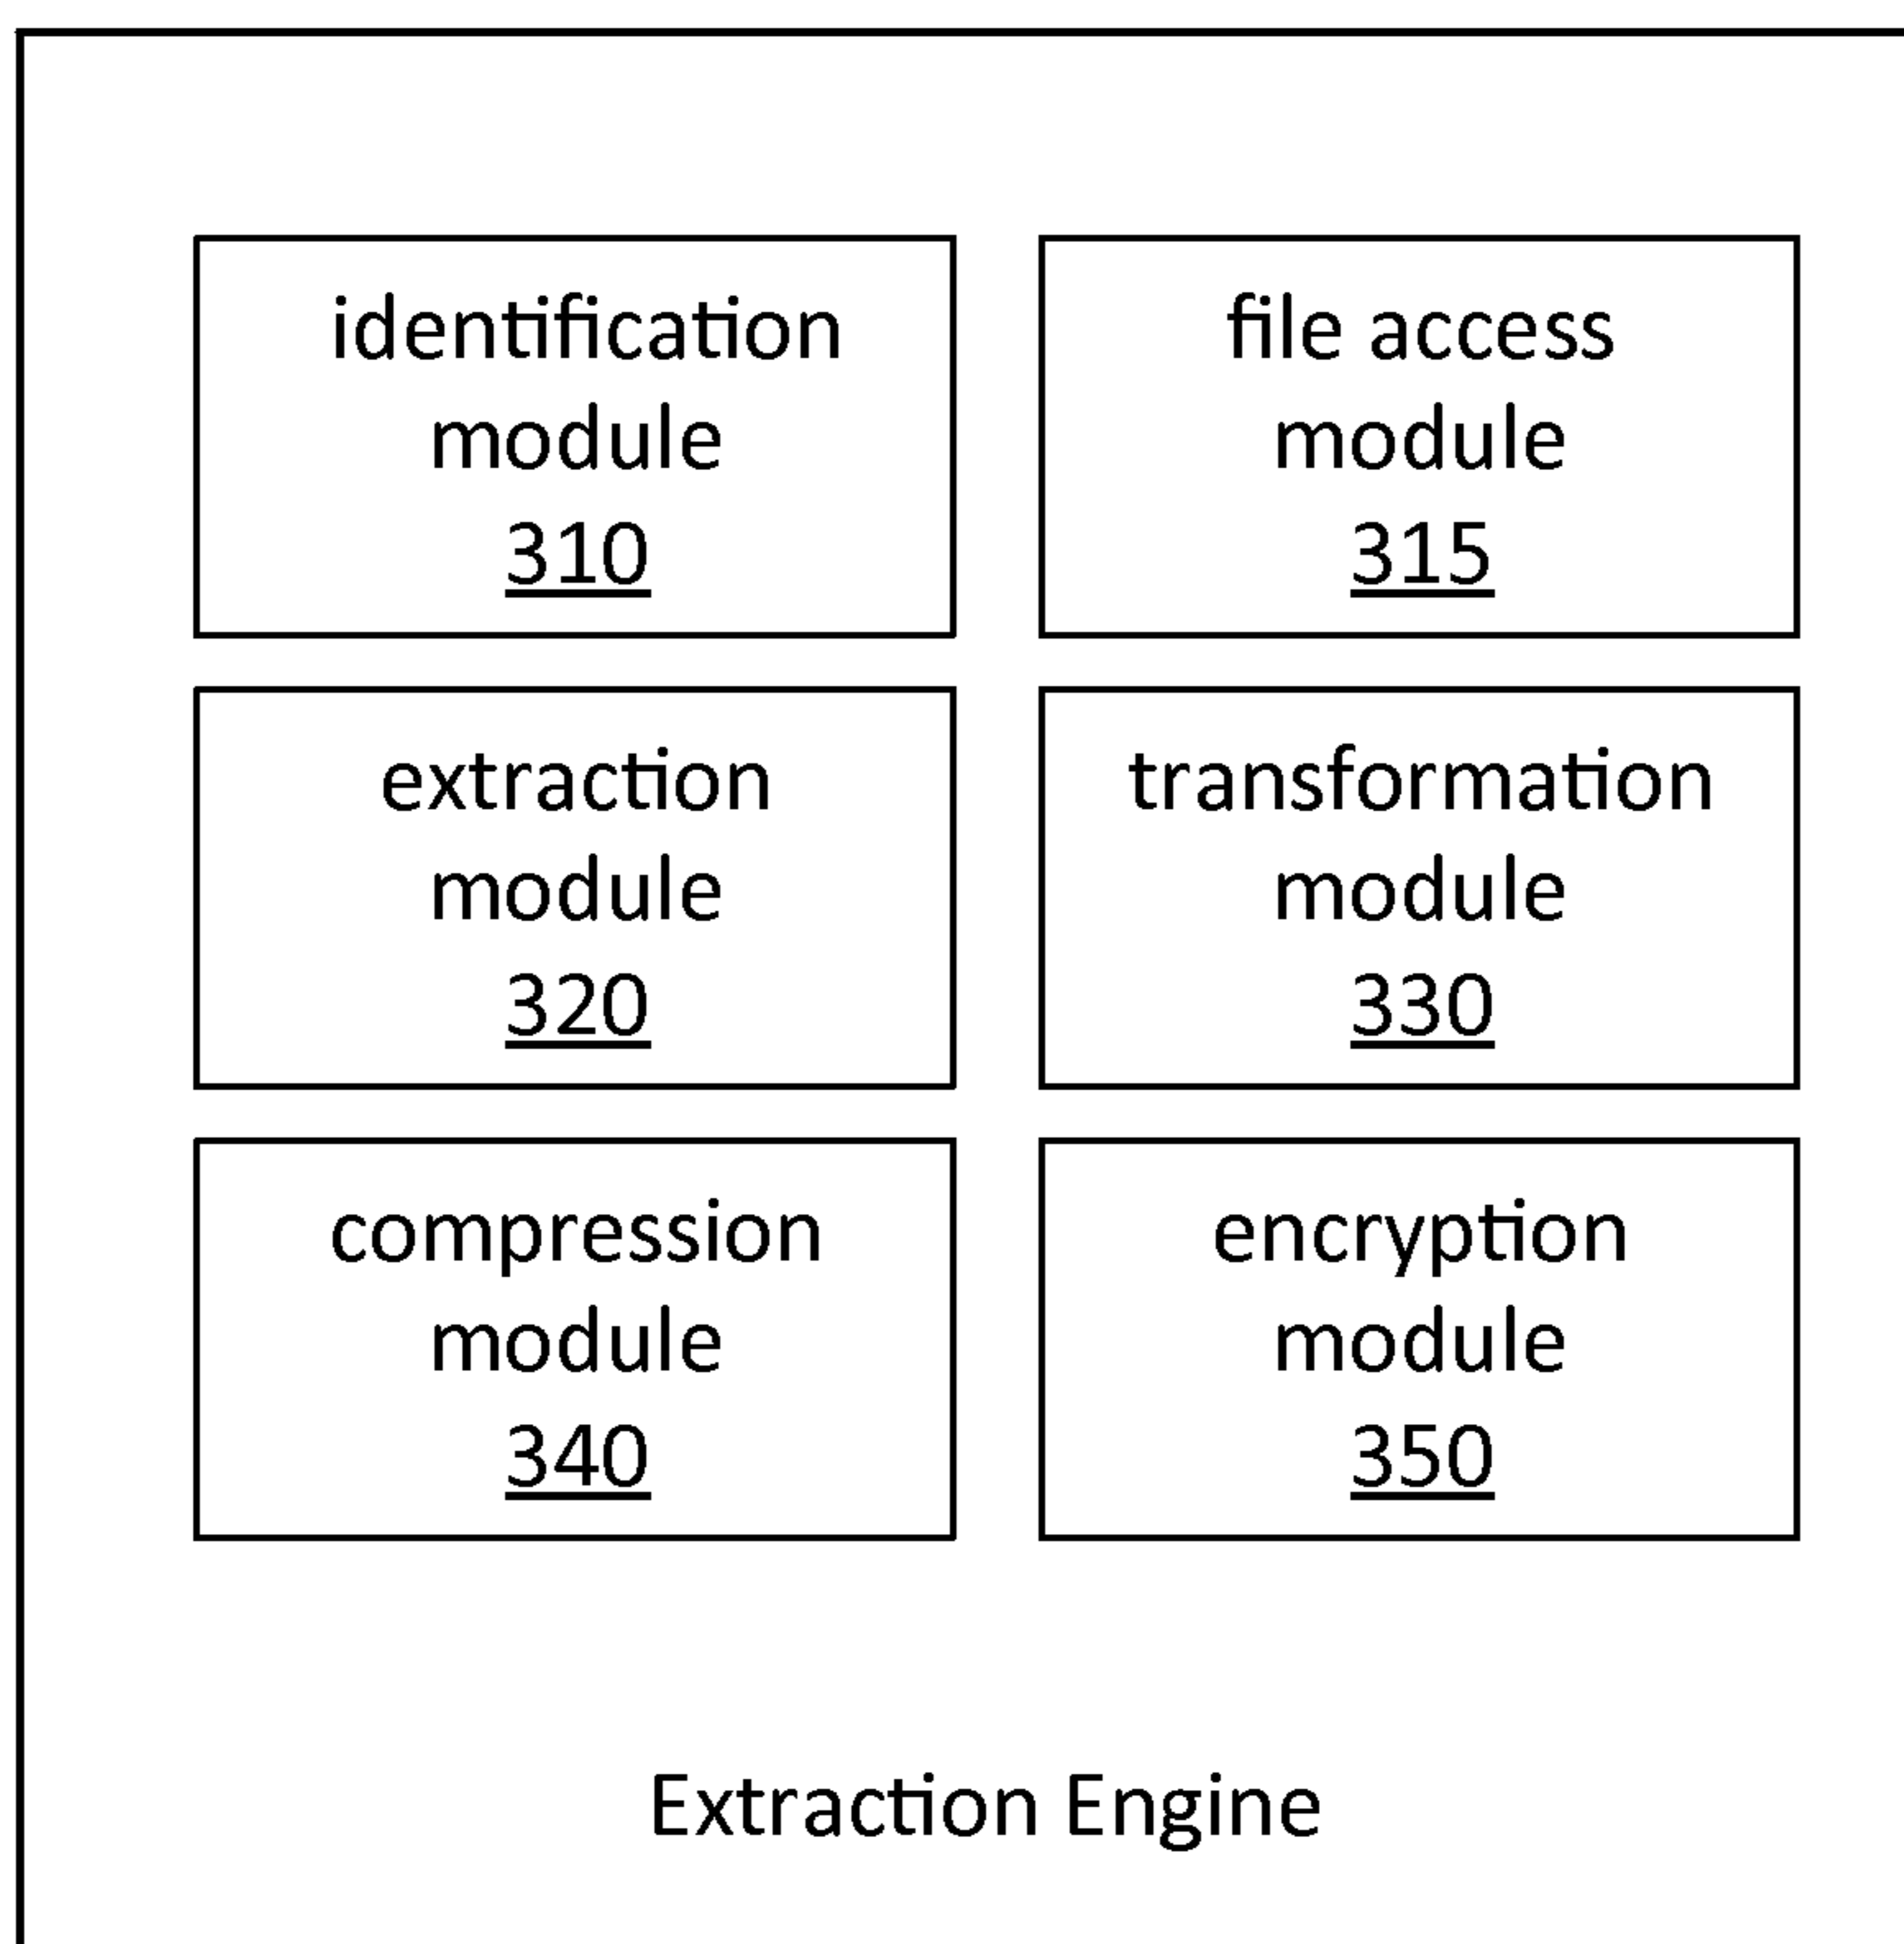 identification
module
310
file access
module
315
extraction
module
320
transformation
module
330
compression
module
340
encryption
module
350
Extraction Engine